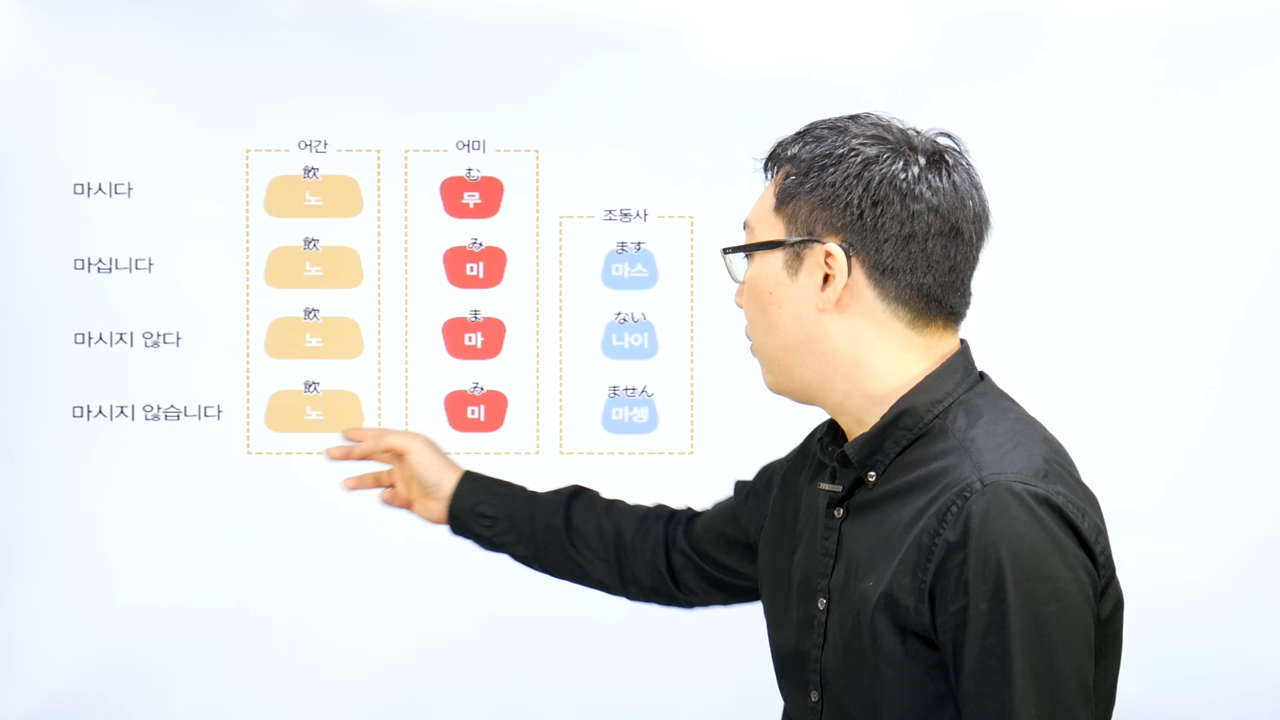 어간 어미
마시다 飲 노 む 무
조동사
마십니다 飲 노 み 미 ます 마스
마시지 않다 飲 노 ま 마 ない 나이
마시지 않습니다 飲 노 み 미 ません 마셍